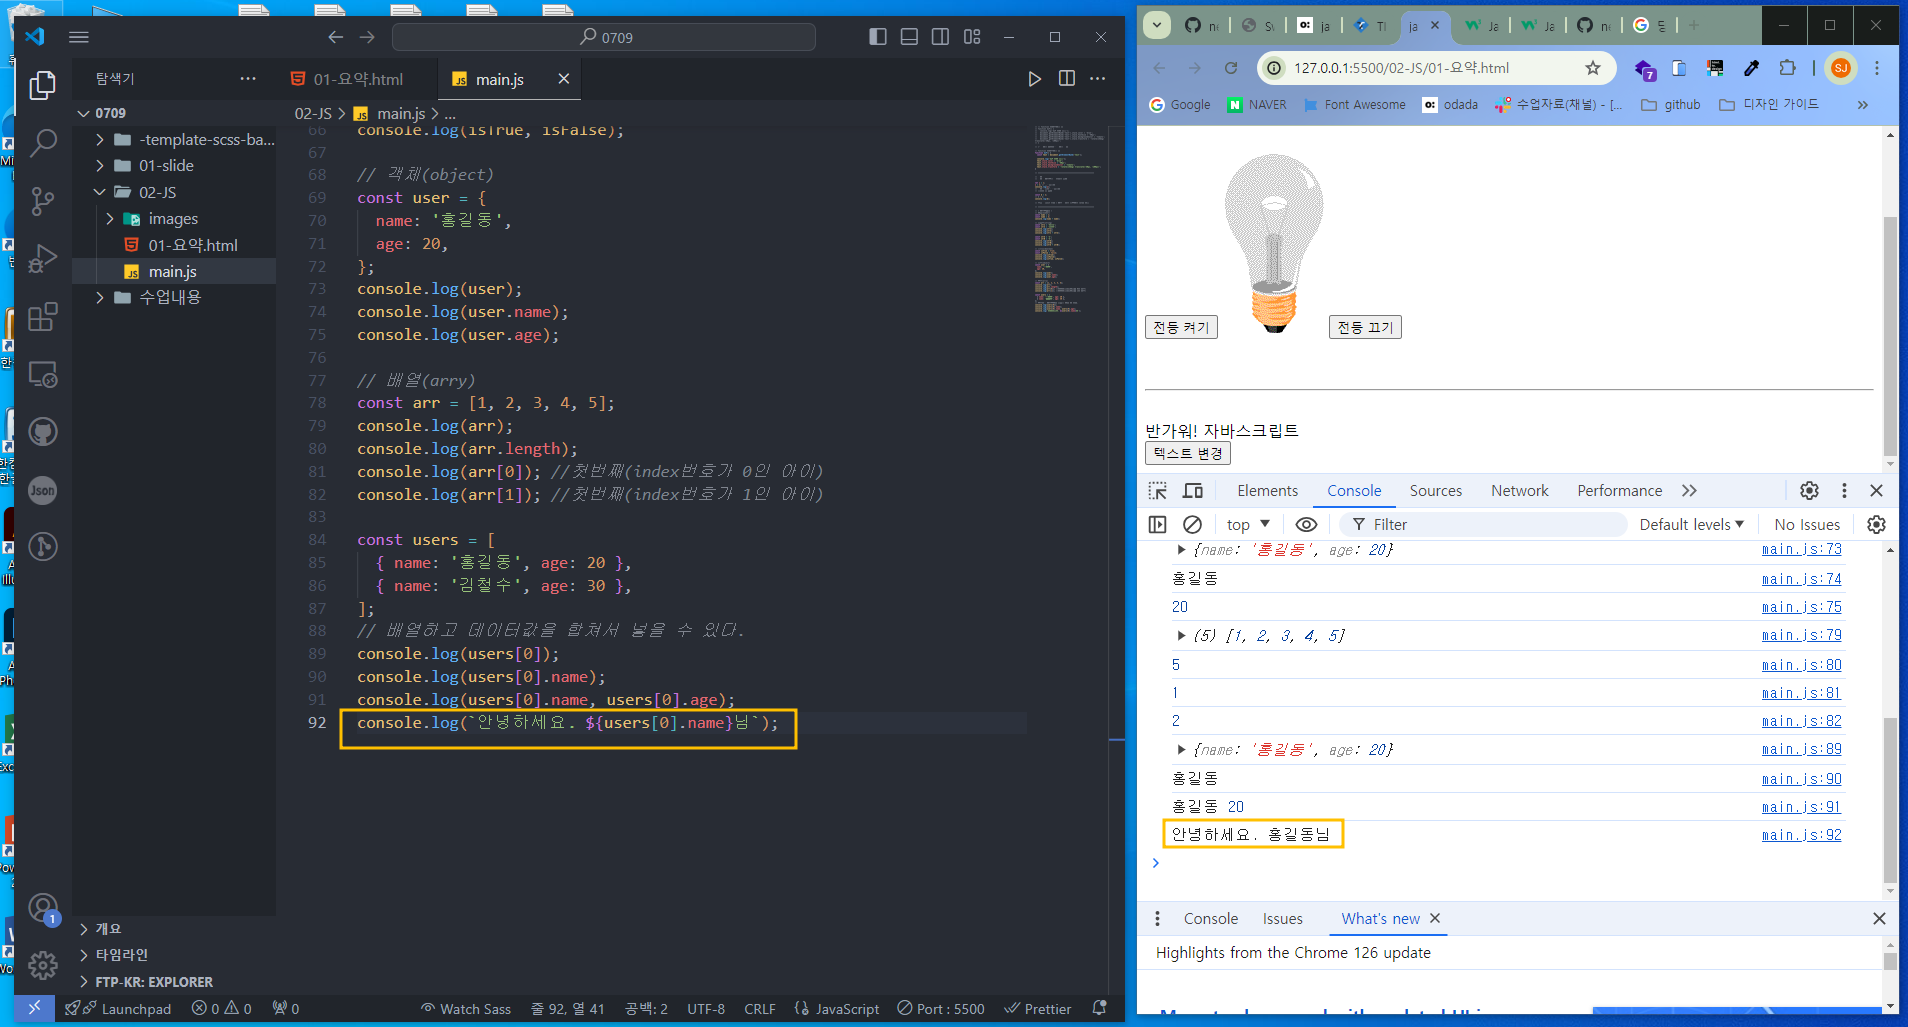 0709
탐색기
01-요약.html
main.js
0709
02-JS > main.js > ...
-template-scss-ba...
01-slide
02-JS
images
01-요약.html
main.js
수업내용
66 console.log(isTrue, isFalse);
67
68 // 객체(object)
69 const user = {
70 name: '홍길동',
71 age: 20,
72 };
73 console.log(user);
74 console.log(user.name);
75 console.log(user.age);
76
77 // 배열(arry)
78 const arr = [1, 2, 3, 4, 5];
79 console.log(arr);
80 console.log(arr.length);
81 console.log(arr[0]); //첫번째(index번호가 0인 아이)
82 console.log(arr[1]); //첫번째(index번호가 1인 아이)
83
84 const users = [
85 { name: '홍길동', age: 20 },
86 { name: '김철수', age: 30 },
87 ];
88 // 배열하고 데이터값을 합쳐서 넣을 수 있다.
89 console.log(users[0]);
90 console.log(users[0].name);
91 console.log(users[0].name, users[0].age);
92 console.log(`안녕하세요. ${users[0].name}님`);
개요
타임라인
FTP-KR: EXPLORER
Json
1
Launchpad 0 0 0 Watch Sass 줄 92, 열 41 공백: 2 UTF-8 CRLF JavaScript Port : 5500 Prettier
127.0.0.1:5500/02-JS/01-요약.html
7
SJ
Google NAVER Font Awesome odada 수업자료(채널) - [... github 디자인 가이드
전등 켜기
전등 끄기
반가워! 자바스크립트
텍스트 변경
Elements Console Sources Network Performance
top Filter Default levels No Issues
{name: '홍길동', age: 20} main.js:73
홍길동 main.js:74
20 main.js:75
(5) [1, 2, 3, 4, 5] main.js:79
5 main.js:80
1 main.js:81
2 main.js:82
{name: '홍길동', age: 20} main.js:89
홍길동 main.js:90
홍길동 20 main.js:91
안녕하세요. 홍길동님 main.js:92
Console Issues What's new
Highlights from the Chrome 126 update